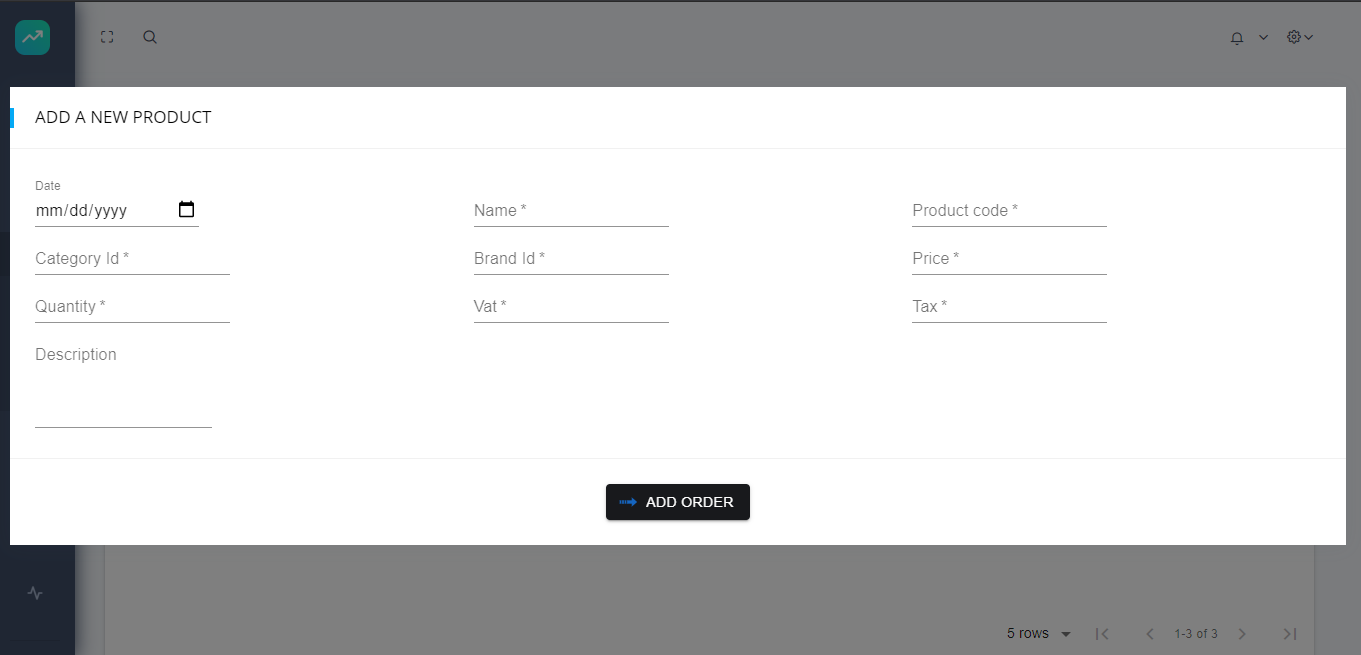 ADD A NEW PRODUCT
Date
mm/dd/yyyy
Name *
Product code *
Category Id *
Brand Id *
Price *
Quantity *
Vat *
Tax *
Description
ADD ORDER
5 rows
1-3 of 3